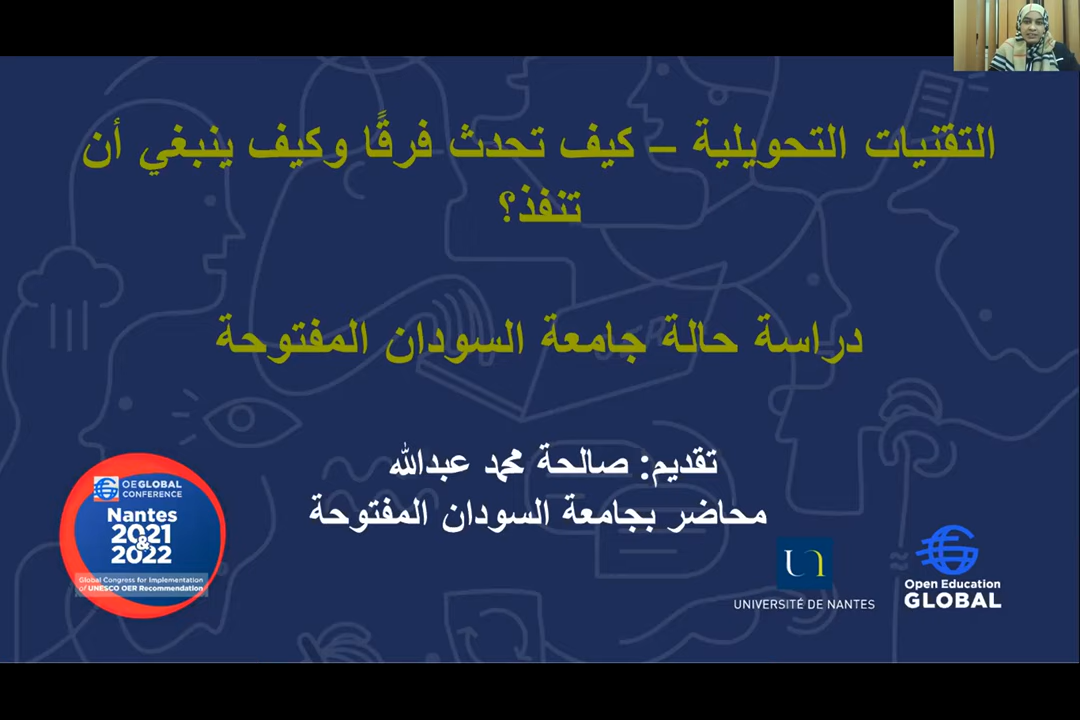 التقنيات التحويلية – كيف تحدث فرقًا وكيف ينبغي أن
تنفذ؟
دراسة حالة جامعة السودان المفتوحة
تقديم: صالحة محمد عبدالله
محاضر بجامعة السودان المفتوحة
OEGLOBAL
CONFERENCE
Nantes
2021
&
2022
Global Congress for Implementation
of UNESCO OER Recommendation
UNIVERSITÉ DE NANTES
Open Education
GLOBAL